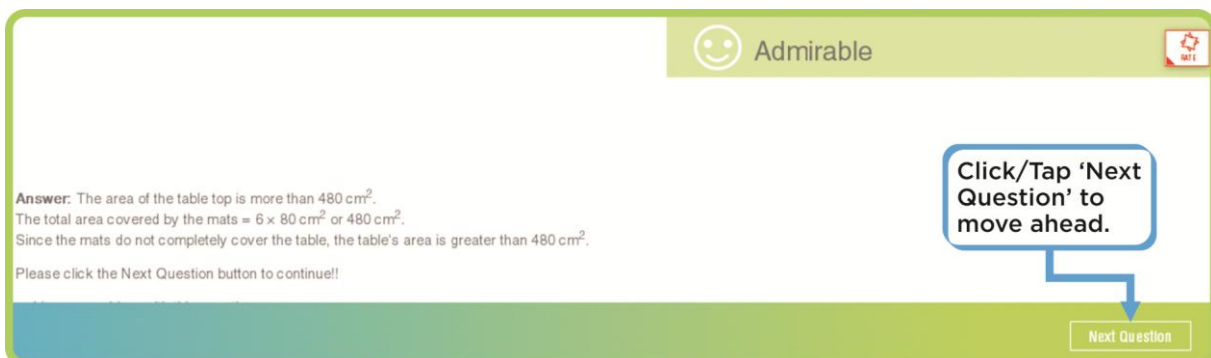 Admirable
RATE
Answer: The area of the table top is more than 480 cm².
The total area covered by the mats = 6 × 80 cm² or 480 cm².
Since the mats do not completely cover the table, the table's area is greater than 480 cm².
Please click the Next Question button to continue!!
Click/Tap ‘Next
Question’ to
move ahead.
Next Question